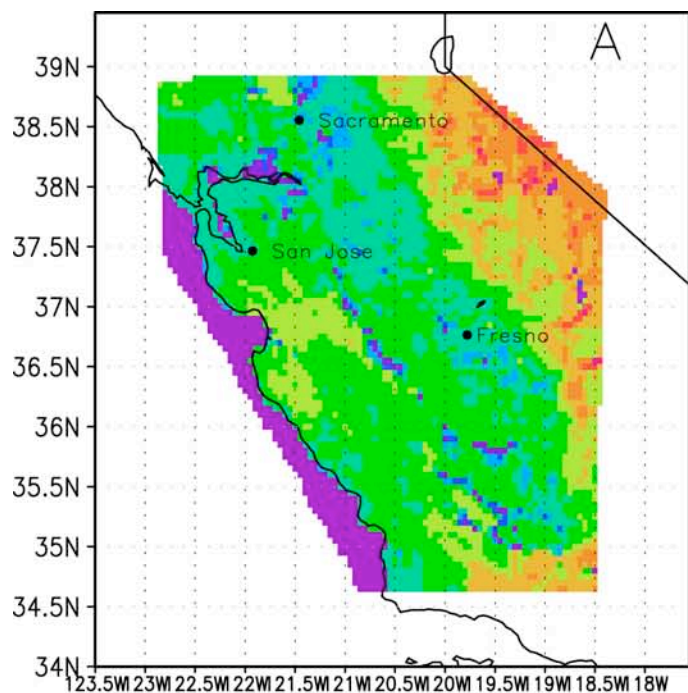 A
39N
38.5N
Sacramento
38N
37.5N
San Jose
37N
Fresno
36.5N
36N
35.5N
35N
34.5N
34N
123.5W 23W 22.5W 22W 21.5W 21W 20.5W 20W 19.5W 19W 18.5W 18W